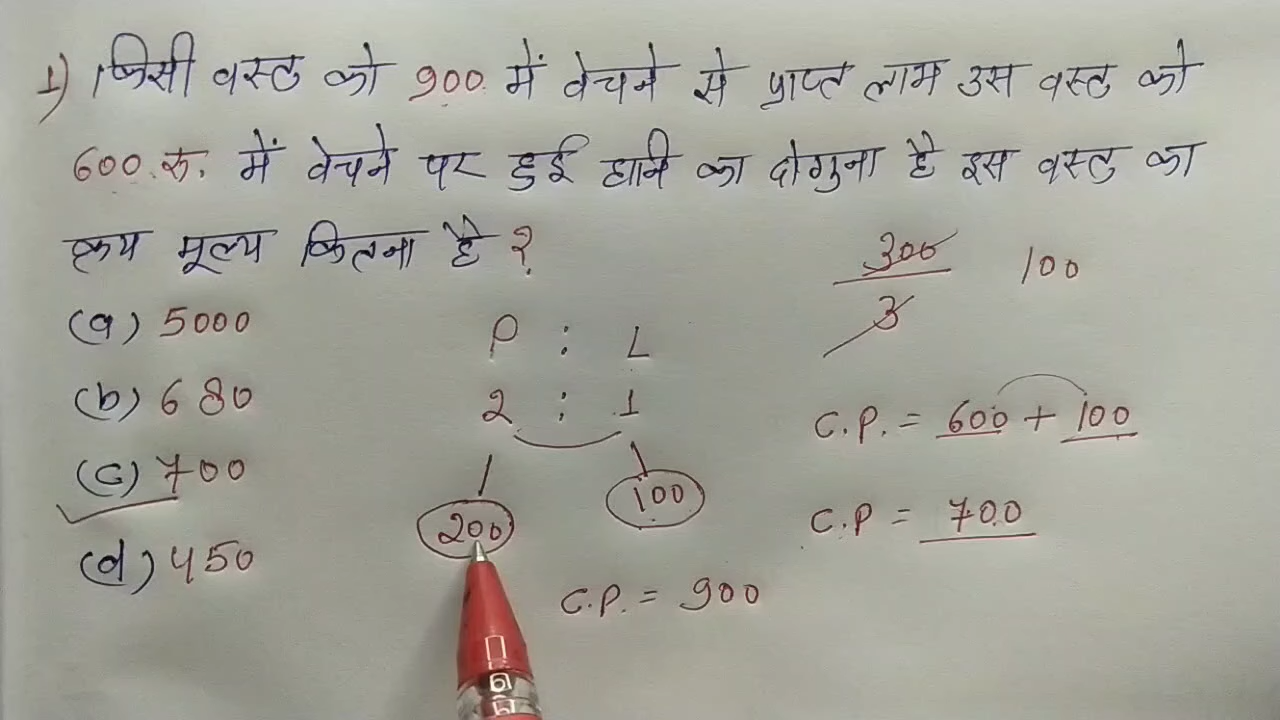 1) किसी वस्तु को 900 में बेचने से प्राप्त लाभ उस वस्तु को
600 रु. में बेचने पर हुई हानि का दोगुना है इस वस्तु का
क्रय मूल्य कितना है ?
(a) 5000
(b) 680
(c) 700
(d) 450
P : L
2 : 1
200
100
C.P. = 900
300
3
100
C.P. = 600 + 100
C.P = 700